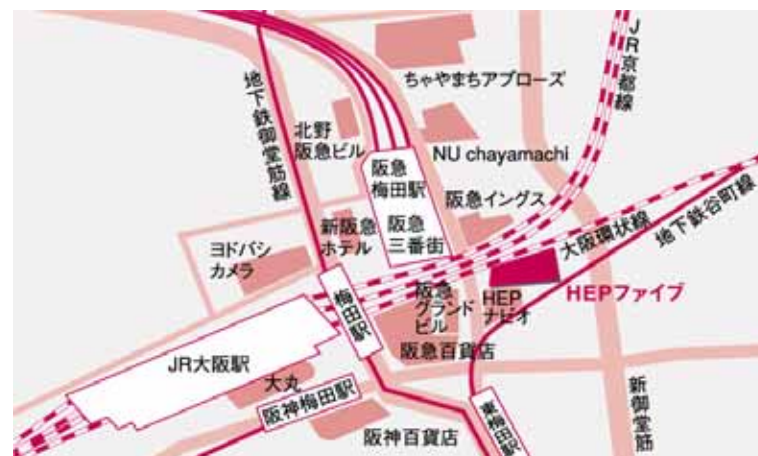 ちゃやまちアプローズ
JR京都線
地下鉄御堂筋線
北野
阪急ビル
NU chayamachi
阪急
梅田駅
阪急イングス
阪急
三番街
新阪急
ホテル
ヨドバシ
カメラ
大阪環状線
地下鉄谷町線
HEPファイブ
梅田駅
阪急
グランド
ビル
HEP
ナビオ
阪急百貨店
JR大阪駅
大丸
阪神梅田駅
阪神百貨店
東梅田駅
新御堂筋